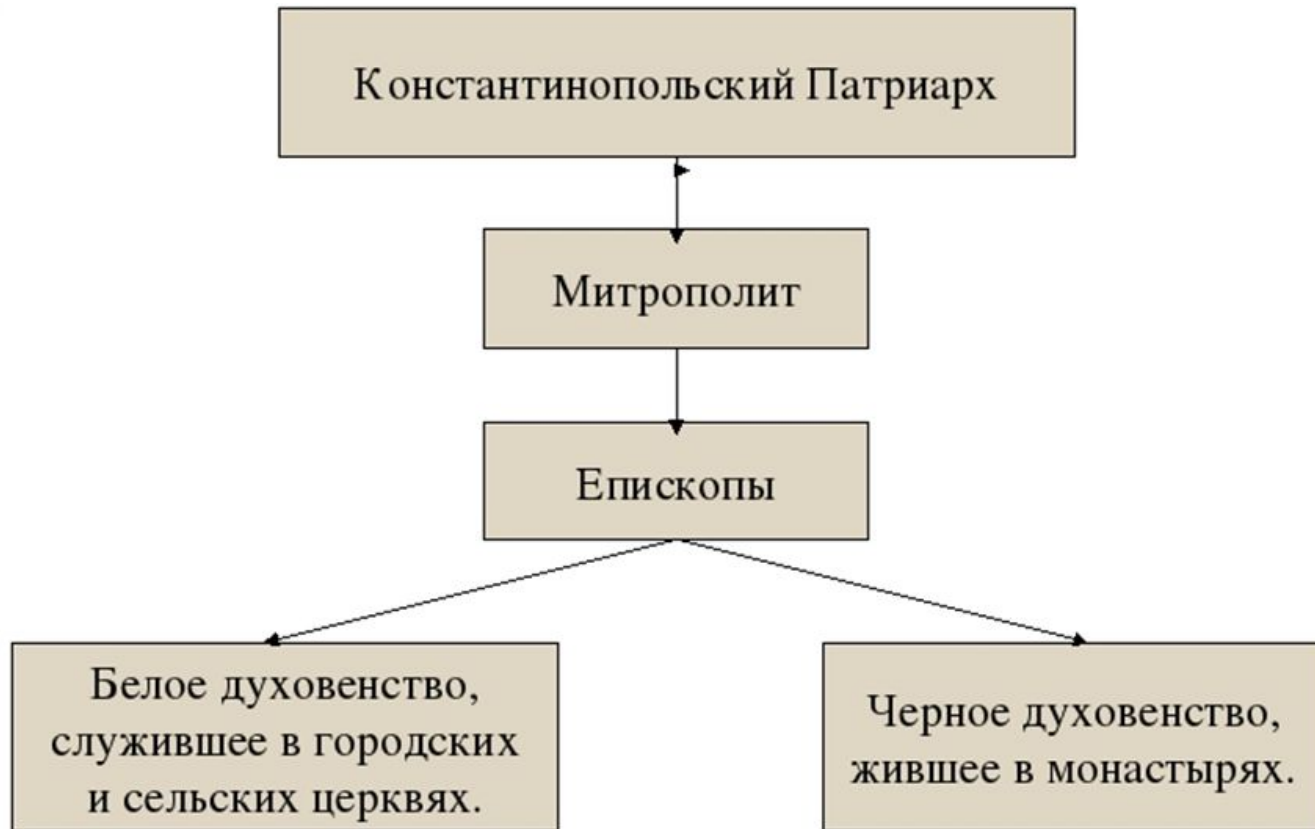 Константинопольский Патриарх
Митрополит
Епископы
Белое духовенство,
служившее в городских
и сельских церквях.
Черное духовенство,
жившее в монастырях.